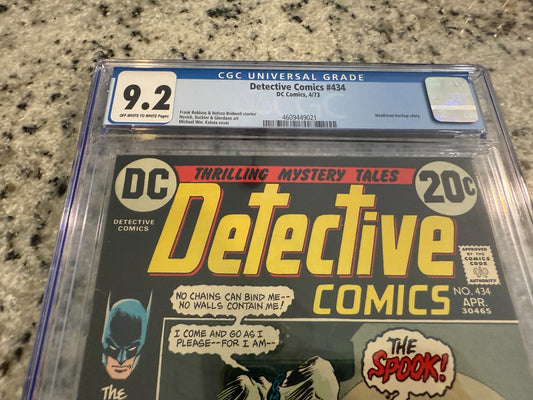 CGC UNIVERSAL GRADE
9.2
OFF-WHITE TO WHITE Pages
Detective Comics #434
DC Comics, 4/73
Frank Robbins & Nelson Bridwell stories
Novick, Buckler & Giordano art
Michael Wm. Kaluta cover
4609449021
Hawkman backup story.
DC
THRILLING MYSTERY TALES
20¢
DETECTIVE
COMICS
Detective
COMICS
APPROVED
BY THE
COMICS
CODE
AUTHORITY
NO. 434
APR.
30465
NO CHAINS CAN BIND ME--
NO WALLS CONTAIN ME!
I COME AND GO AS I
PLEASE--FOR I AM--
THE
SPOOK!
THE